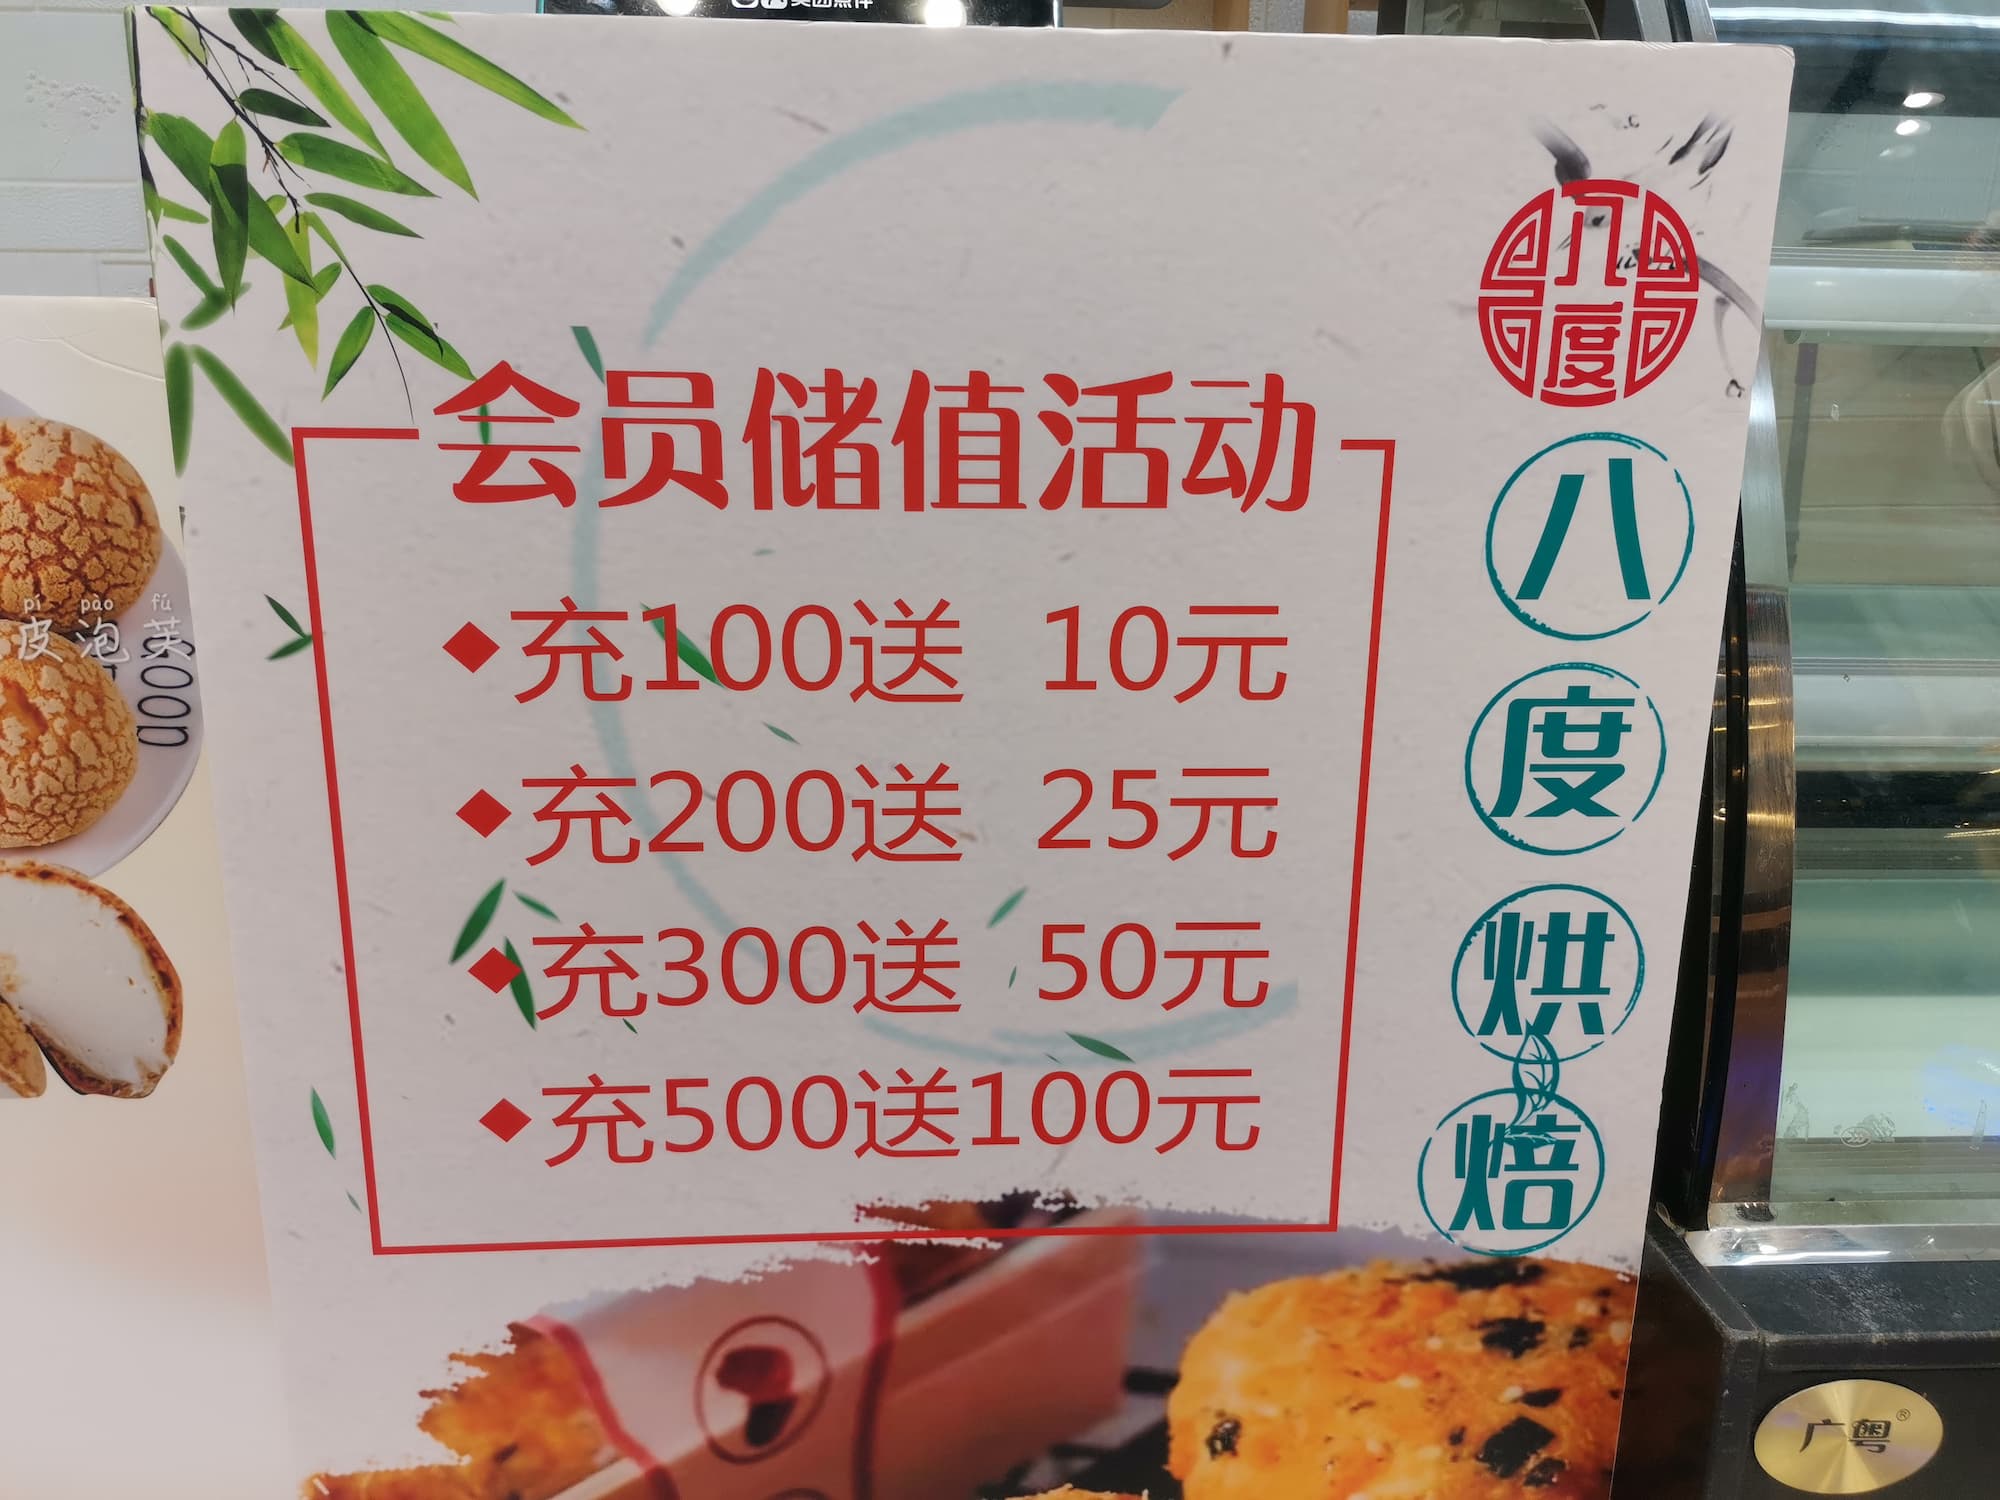 会员储值活动
◆充100送 10元
◆充200送 25元
◆充300送 50元
◆充500送100元
八度
八度烘焙
pí pào fú
皮泡芙
广粤®